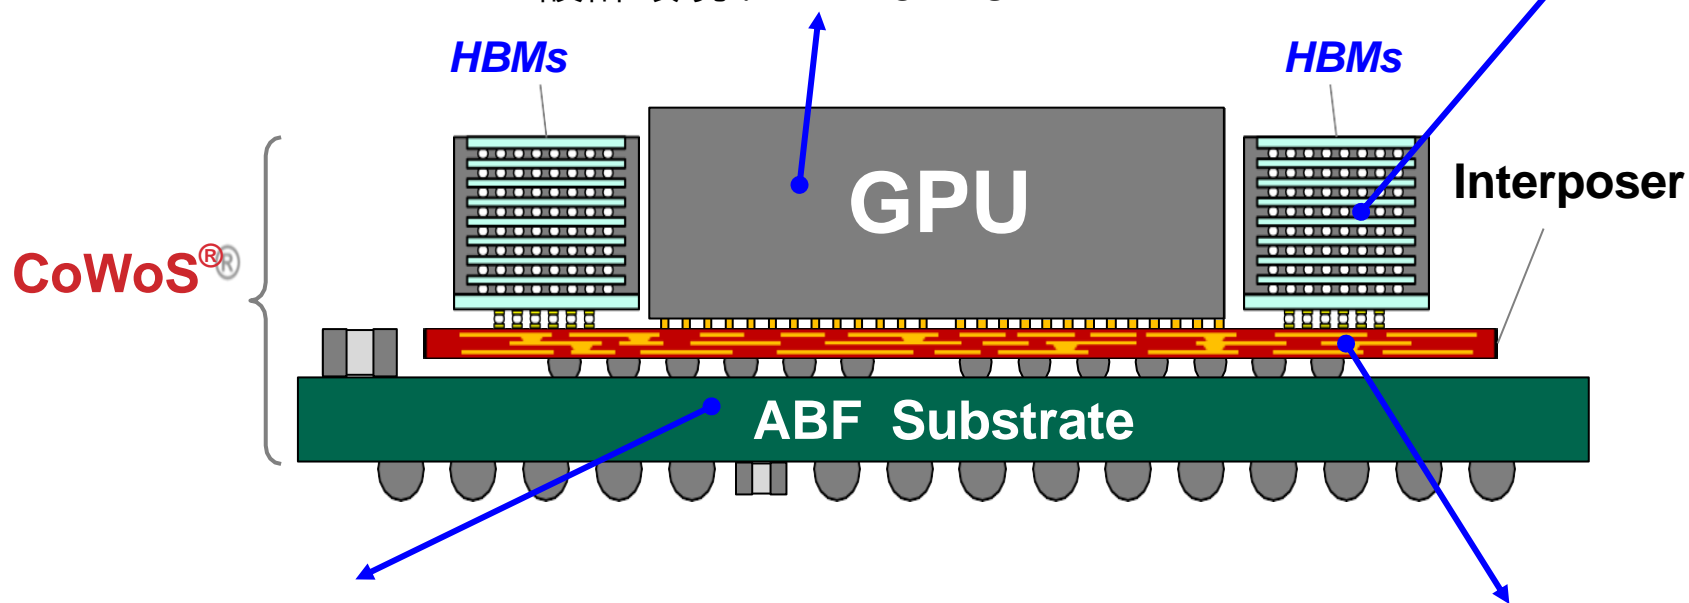 HBMs
HBMs
GPU
Interposer
CoWoS®
ABF Substrate